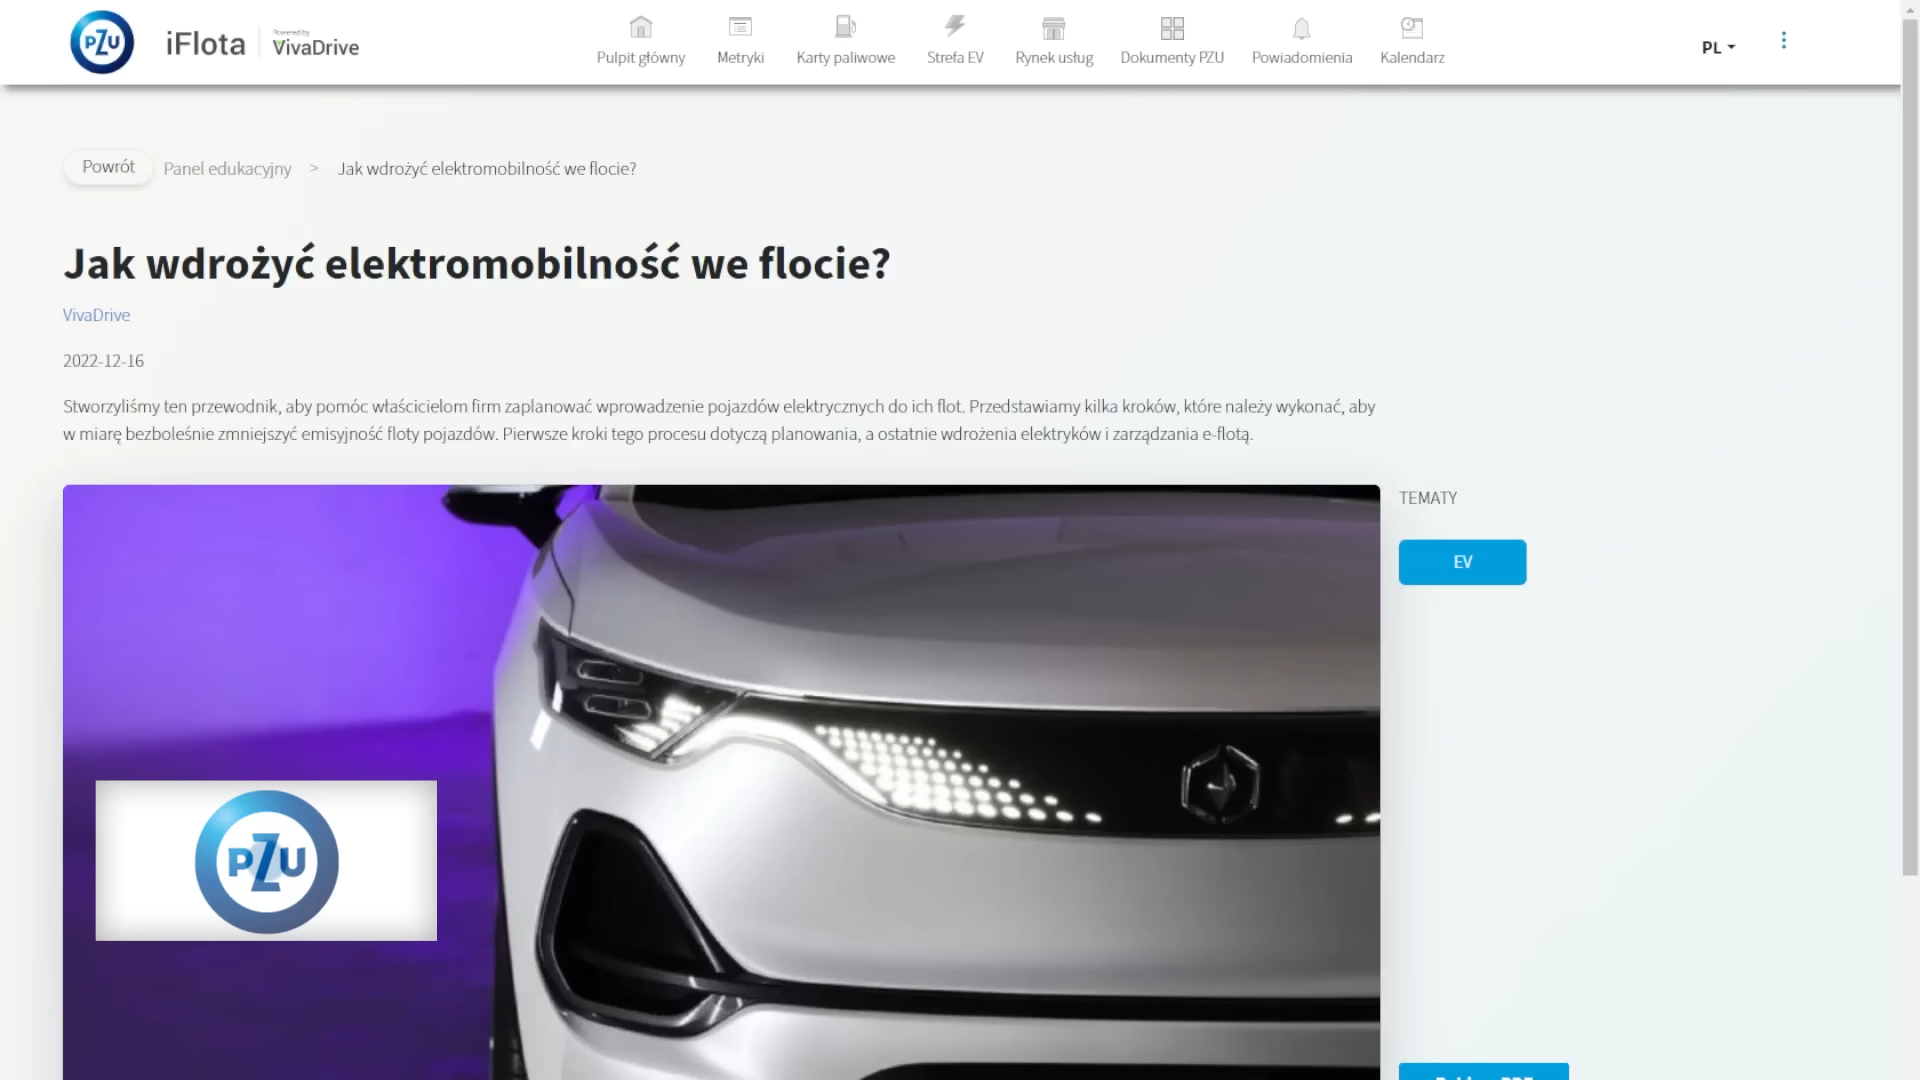 PZU
iFlota
Powered by
VivaDrive
Pulpit główny
Metryki
Karty paliwowe
Strefa EV
Rynek usług
Dokumenty PZU
Powiadomienia
Kalendarz
PL
Powrót
Panel edukacyjny > Jak wdrożyć elektromobilność we flocie?
Jak wdrożyć elektromobilność we flocie?
VivaDrive
2022-12-16
Stworzyliśmy ten przewodnik, aby pomóc właścicielom firm zaplanować wprowadzenie pojazdów elektrycznych do ich flot. Przedstawiamy kilka kroków, które należy wykonać, aby
w miarę bezboleśnie zmniejszyć emisyjność floty pojazdów. Pierwsze kroki tego procesu dotyczą planowania, a ostatnie wdrożenia elektryków i zarządzania e-flotą.
TEMATY
EV
PZU